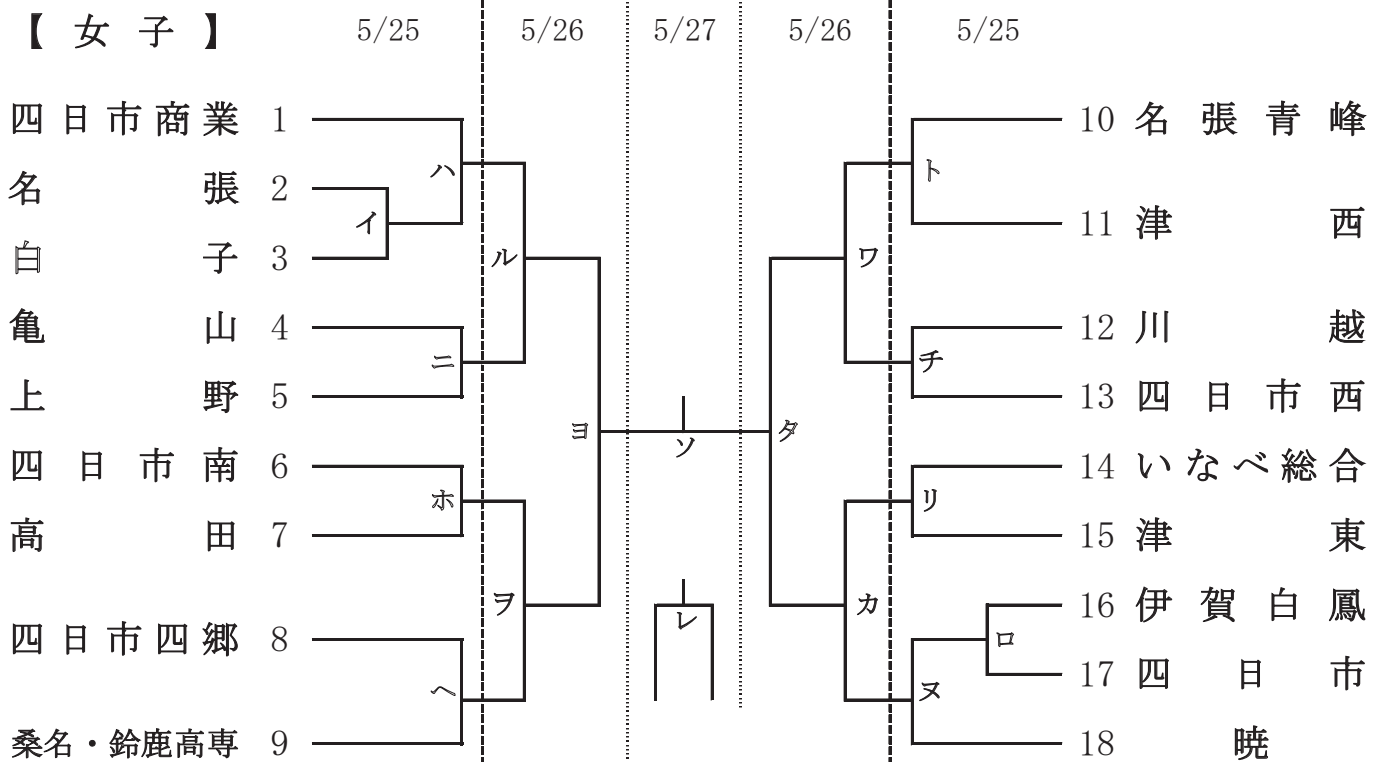 【 女 子 】 5/25 5/26 5/27 5/26 5/25
四日市商業 1
名張 2
白子 3
亀山 4
上野 5
四日市南 6
高田 7
四日市四郷 8
桑名・鈴鹿高専 9
イ
ハ
ニ
ホ
ヘ
ル
ヲ
ヨ
ソ
レ
タ
ワ
カ
ト
チ
リ
ロ
ヌ
10 名張青峰
11 津西
12 川越
13 四日市西
14 いなべ総合
15 津東
16 伊賀白鳳
17 四日市
18 暁